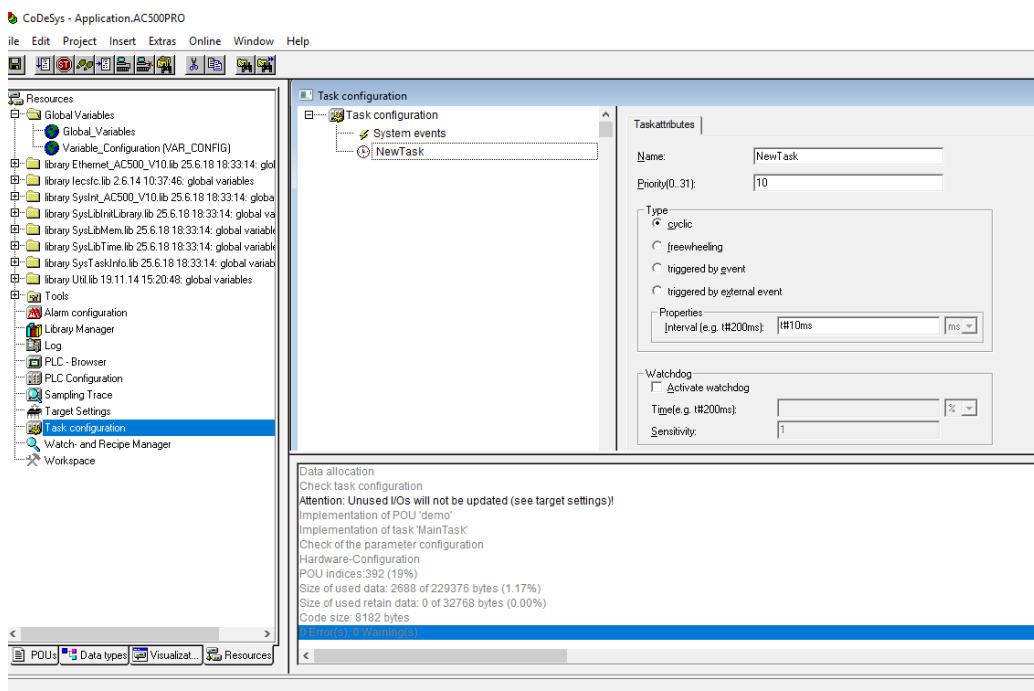 CoDeSys - Application.AC500PRO
ile Edit Project Insert Extras Online Window Help
Resources
Global Variables
Global_Variables
Variable_Configuration (VAR_CONFIG)
library Ethernet_AC500_V10.lib 25.6.18 18:33:14: glol
library Iecsfc.lib 2.6.14 10:37:46: global variables
library SysInt_AC500_V10.lib 25.6.18 18:33:14: globa
library SysLibInitLibrary.lib 25.6.18 18:33:14: global va
library SysLibMem.lib 25.6.18 18:33:14: global variable
library SysLibTime.lib 25.6.18 18:33:14: global variable
library SysTaskInfo.lib 25.6.18 18:33:14: global variab
library Util.lib 19.11.14 15:20:48: global variables
Tools
Alarm configuration
Library Manager
Log
PLC - Browser
PLC Configuration
Sampling Trace
Target Settings
Task configuration
Watch- and Recipe Manager
Workspace
POUs Data types Visualizat... Resources
Task configuration
Task configuration
System events
NewTask
Taskattributes
Name: NewTask
Priority(0..31): 10
Type
cyclic
freewheeling
triggered by event
triggered by external event
Properties
Interval (e.g. t#200ms): t#10ms ms
Watchdog
Activate watchdog
Time(e.g. t#200ms): %
Sensitivity: 1
Data allocation
Check task configuration
Attention: Unused I/Os will not be updated (see target settings)!
Implementation of POU 'demo'
Implementation of task 'MainTask'
Check of the parameter configuration
Hardware-Configuration
POU indices:392 (19%)
Size of used data: 2688 of 229376 bytes (1.17%)
Size of used retain data: 0 of 32768 bytes (0.00%)
Code size: 8182 bytes
0 Error(s), 0 Warning(s).